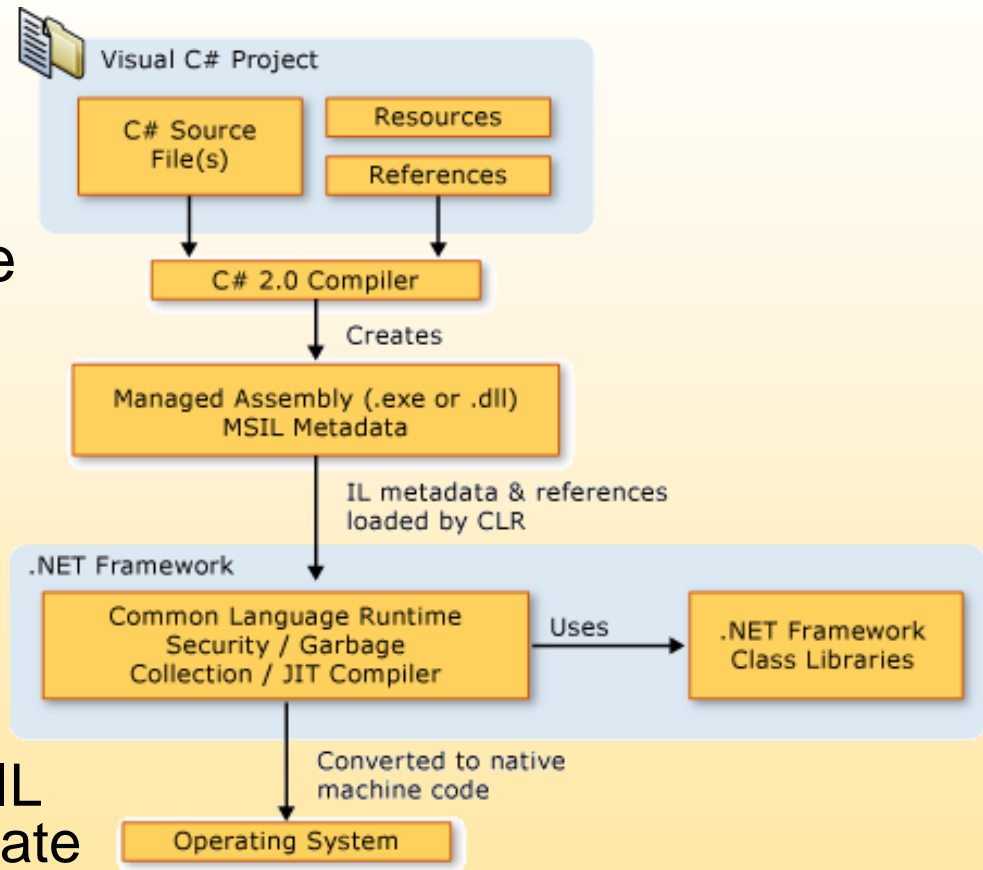 Visual C# Project
C# Source
File(s)
Resources
References
e
C# 2.0 Compiler
Creates
Managed Assembly (.exe or .dll)
MSIL Metadata
IL metadata & references
loaded by CLR
.NET Framework
Common Language Runtime
Security / Garbage
Collection / JIT Compiler
Uses
.NET Framework
Class Libraries
Converted to native
machine code
IL
ate
Operating System